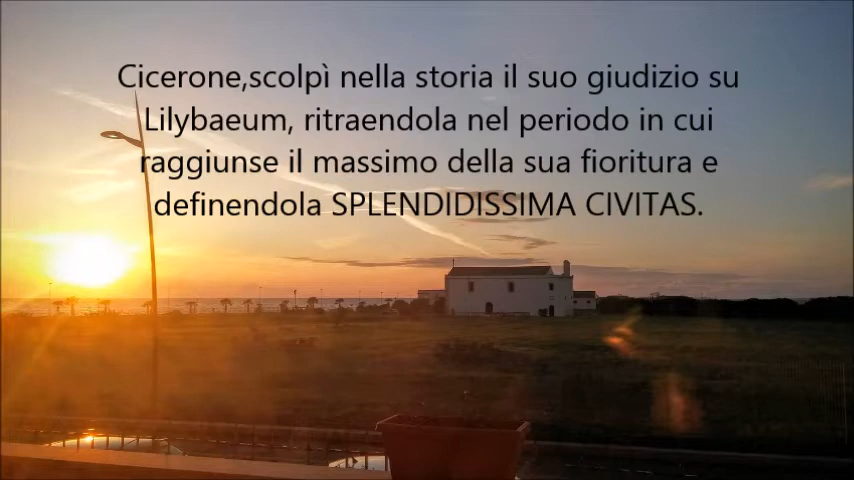 Cicerone,scolpì nella storia il suo giudizio su
Lilybaeum, ritraendola nel periodo in cui
raggiunse il massimo della sua fioritura e
definendola SPLENDIDISSIMA CIVITAS.